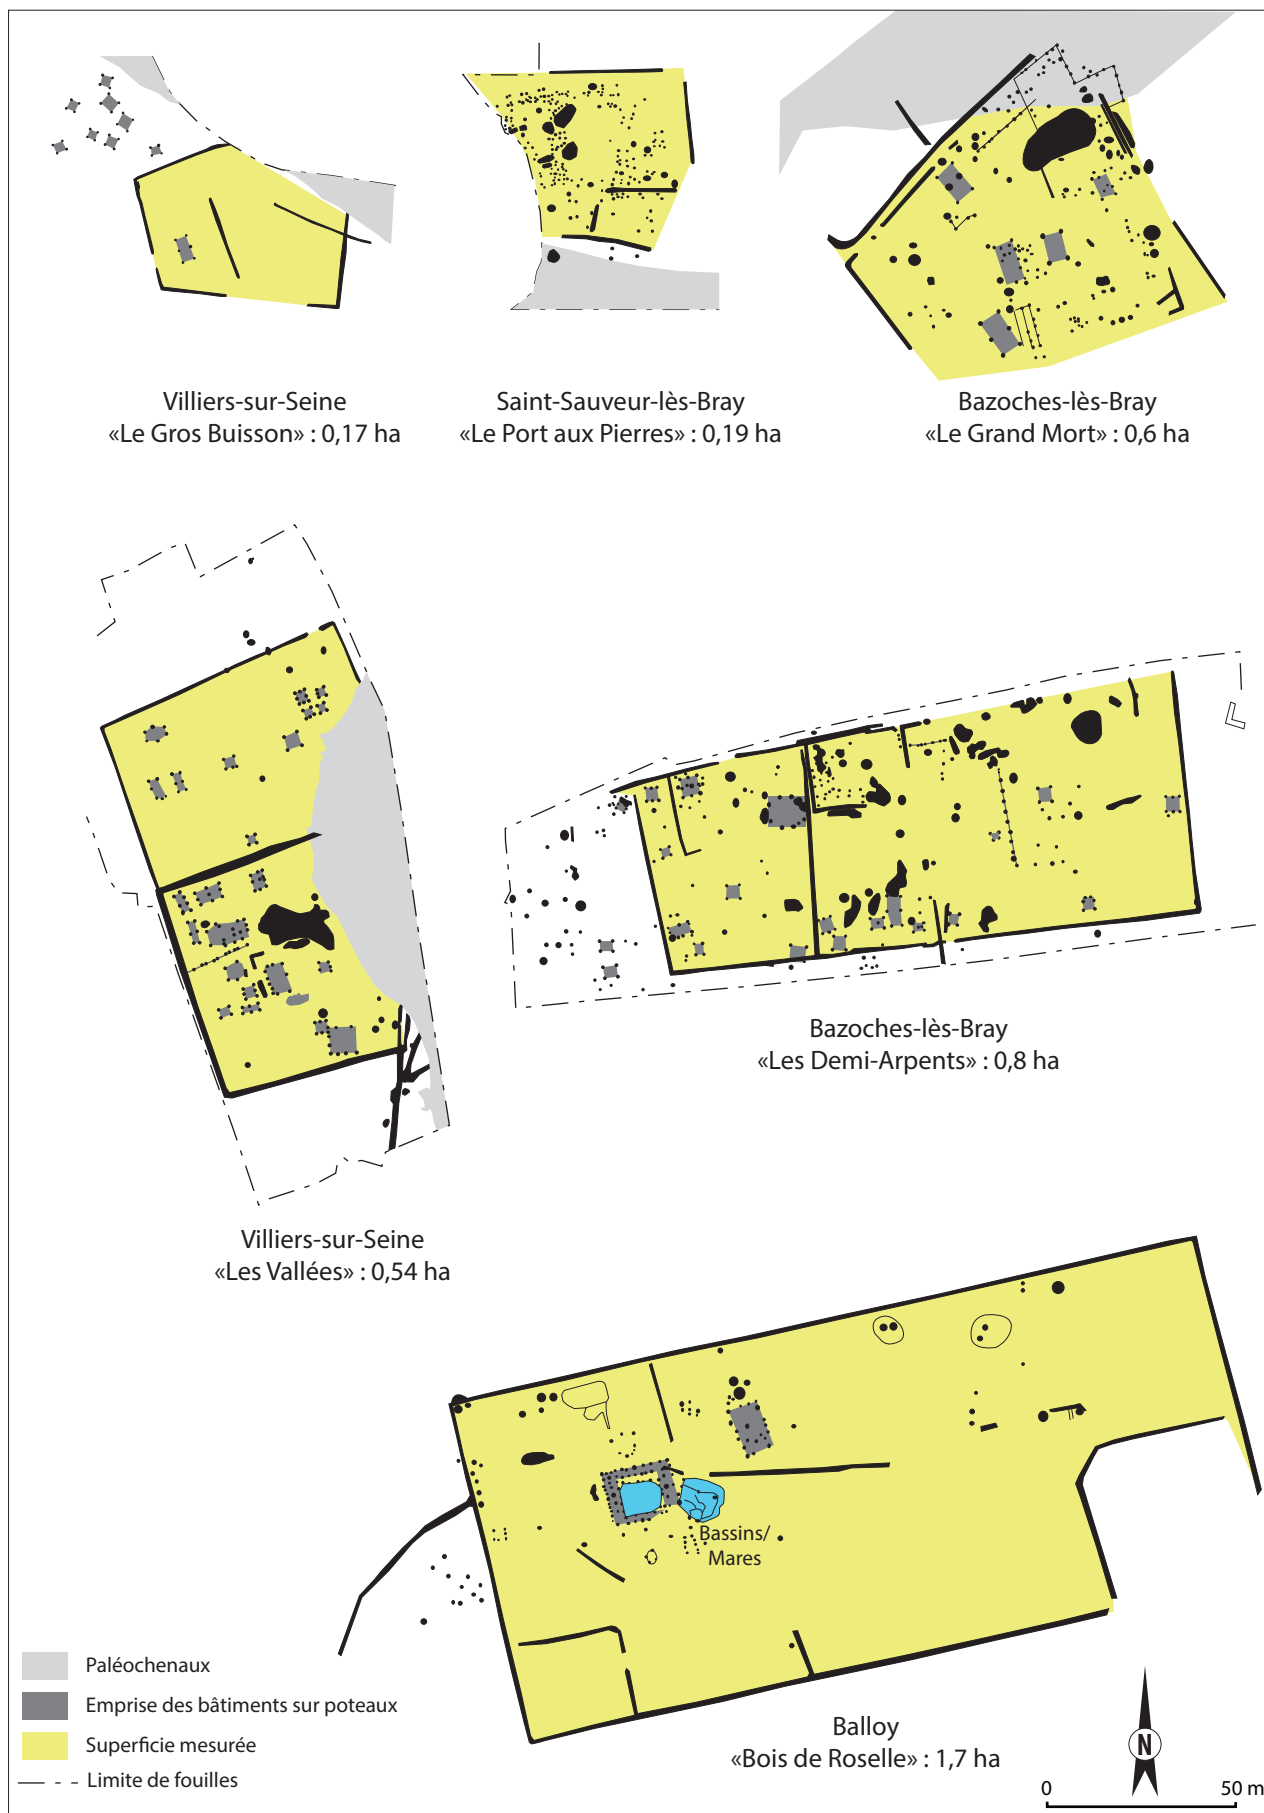 Villiers-sur-Seine
«Le Gros Buisson» : 0,17 ha
Saint-Sauveur-lès-Bray
«Le Port aux Pierres» : 0,19 ha
Bazoches-lès-Bray
«Le Grand Mort» : 0,6 ha
Bazoches-lès-Bray
«Les Demi-Arpents» : 0,8 ha
Villiers-sur-Seine
«Les Vallées» : 0,54 ha
Bassins/
Mares
Paléochenaux
Emprise des bâtiments sur poteaux
Superficie mesurée
Limite de fouilles
Balloy
«Bois de Roselle» : 1,7 ha
N
0 50 m